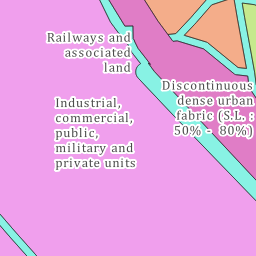 Railways and
associated
land
Discontinuous
dense urban
fabric (S.L. :
50% - 80%)
Industrial,
commercial,
public,
military and
private units